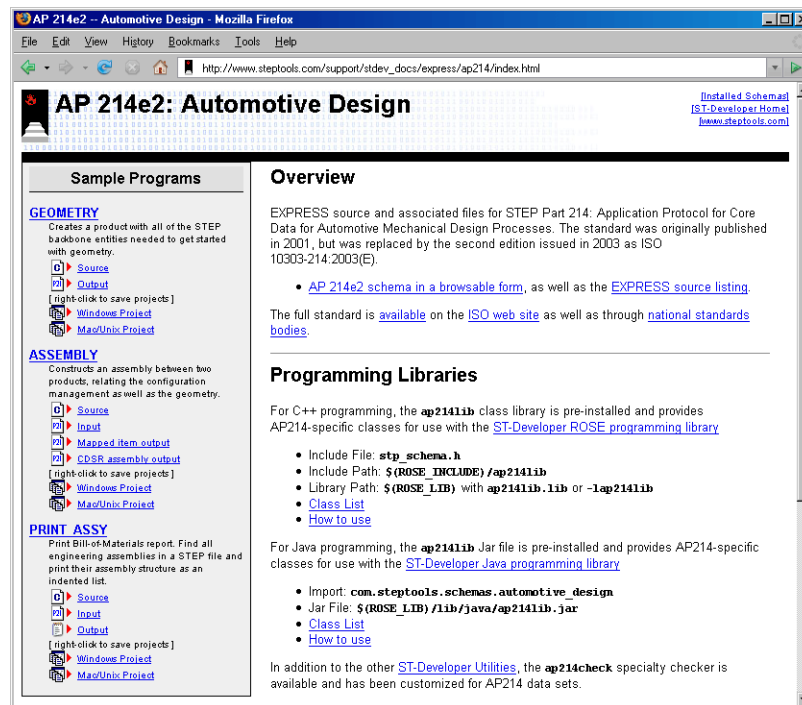 AP 214e2 -- Automotive Design - Mozilla Firefox
File Edit View History Bookmarks Tools Help
http://www.steptools.com/support/stdev_docs/express/ap214/index.html
AP 214e2: Automotive Design
[Installed Schemas]
[ST-Developer Home]
[www.steptools.com]
Sample Programs
GEOMETRY
Creates a product with all of the STEP
backbone entities needed to get started
with geometry.
Source
Output
[ right-click to save projects ]
Windows Project
Mac/Unix Project
ASSEMBLY
Constructs an assembly between two
products, relating the configuration
management as well as the geometry.
Source
Input
Mapped item output
CDSR assembly output
[ right-click to save projects ]
Windows Project
Mac/Unix Project
PRINT ASSY
Print Bill-of-Materials report. Find all
engineering assemblies in a STEP file and
print their assembly structure as an
indented list.
Source
Input
Output
[ right-click to save projects ]
Windows Project
Mac/Unix Project
Overview
EXPRESS source and associated files for STEP Part 214: Application Protocol for Core
Data for Automotive Mechanical Design Processes. The standard was originally published
in 2001, but was replaced by the second edition issued in 2003 as ISO
10303-214:2003(E).
• AP 214e2 schema in a browsable form, as well as the EXPRESS source listing.
The full standard is available on the ISO web site as well as through national standards
bodies.
Programming Libraries
For C++ programming, the ap214lib class library is pre-installed and provides
AP214-specific classes for use with the ST-Developer ROSE programming library
• Include File: stp_schema.h
• Include Path: $(ROSE_INCLUDE)/ap214lib
• Library Path: $(ROSE_LIB) with ap214lib.lib or -lap214lib
• Class List
• How to use
For Java programming, the ap214lib Jar file is pre-installed and provides AP214-specific
classes for use with the ST-Developer Java programming library
• Import: com.steptools.schemas.automotive_design
• Jar File: $(ROSE_LIB)/lib/java/ap214lib.jar
• Class List
• How to use
In addition to the other ST-Developer Utilities, the ap214check specialty checker is
available and has been customized for AP214 data sets.